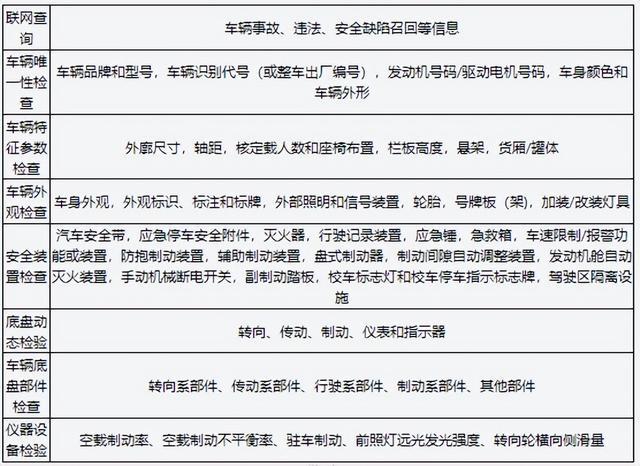 联网查
询
车辆事故、违法、安全缺陷召回等信息
车辆唯
一性检
查
车辆品牌和型号，车辆识别代号（或整车出厂编号），发动机号码/驱动电机号码，车身颜色和
车辆外形
车辆特
征参数
检查
外廓尺寸，轴距，核定载人数和座椅布置，栏板高度，悬架，货厢/罐体
车辆外
观检查
车身外观，外观标识、标注和标牌，外部照明和信号装置，轮胎，号牌板（架），加装/改装灯具
安全装
置检查
汽车安全带，应急停车安全附件，灭火器，行驶记录装置，应急锤，急救箱，车速限制/报警功
能或装置，防抱制动装置，辅助制动装置，盘式制动器，制动间隙自动调整装置，发动机舱自动
灭火装置，手动机械断电开关，副制动踏板，校车标志灯和校车停车指示标志牌，驾驶区隔离设
施
底盘动
态检验
转向、传动、制动、仪表和指示器
车辆底
盘部件
检查
转向系部件、传动系部件、行驶系部件、制动系部件、其他部件
仪器设
备检验
空载制动率、空载制动不平衡率、驻车制动、前照灯远光发光强度、转向轮横向侧滑量